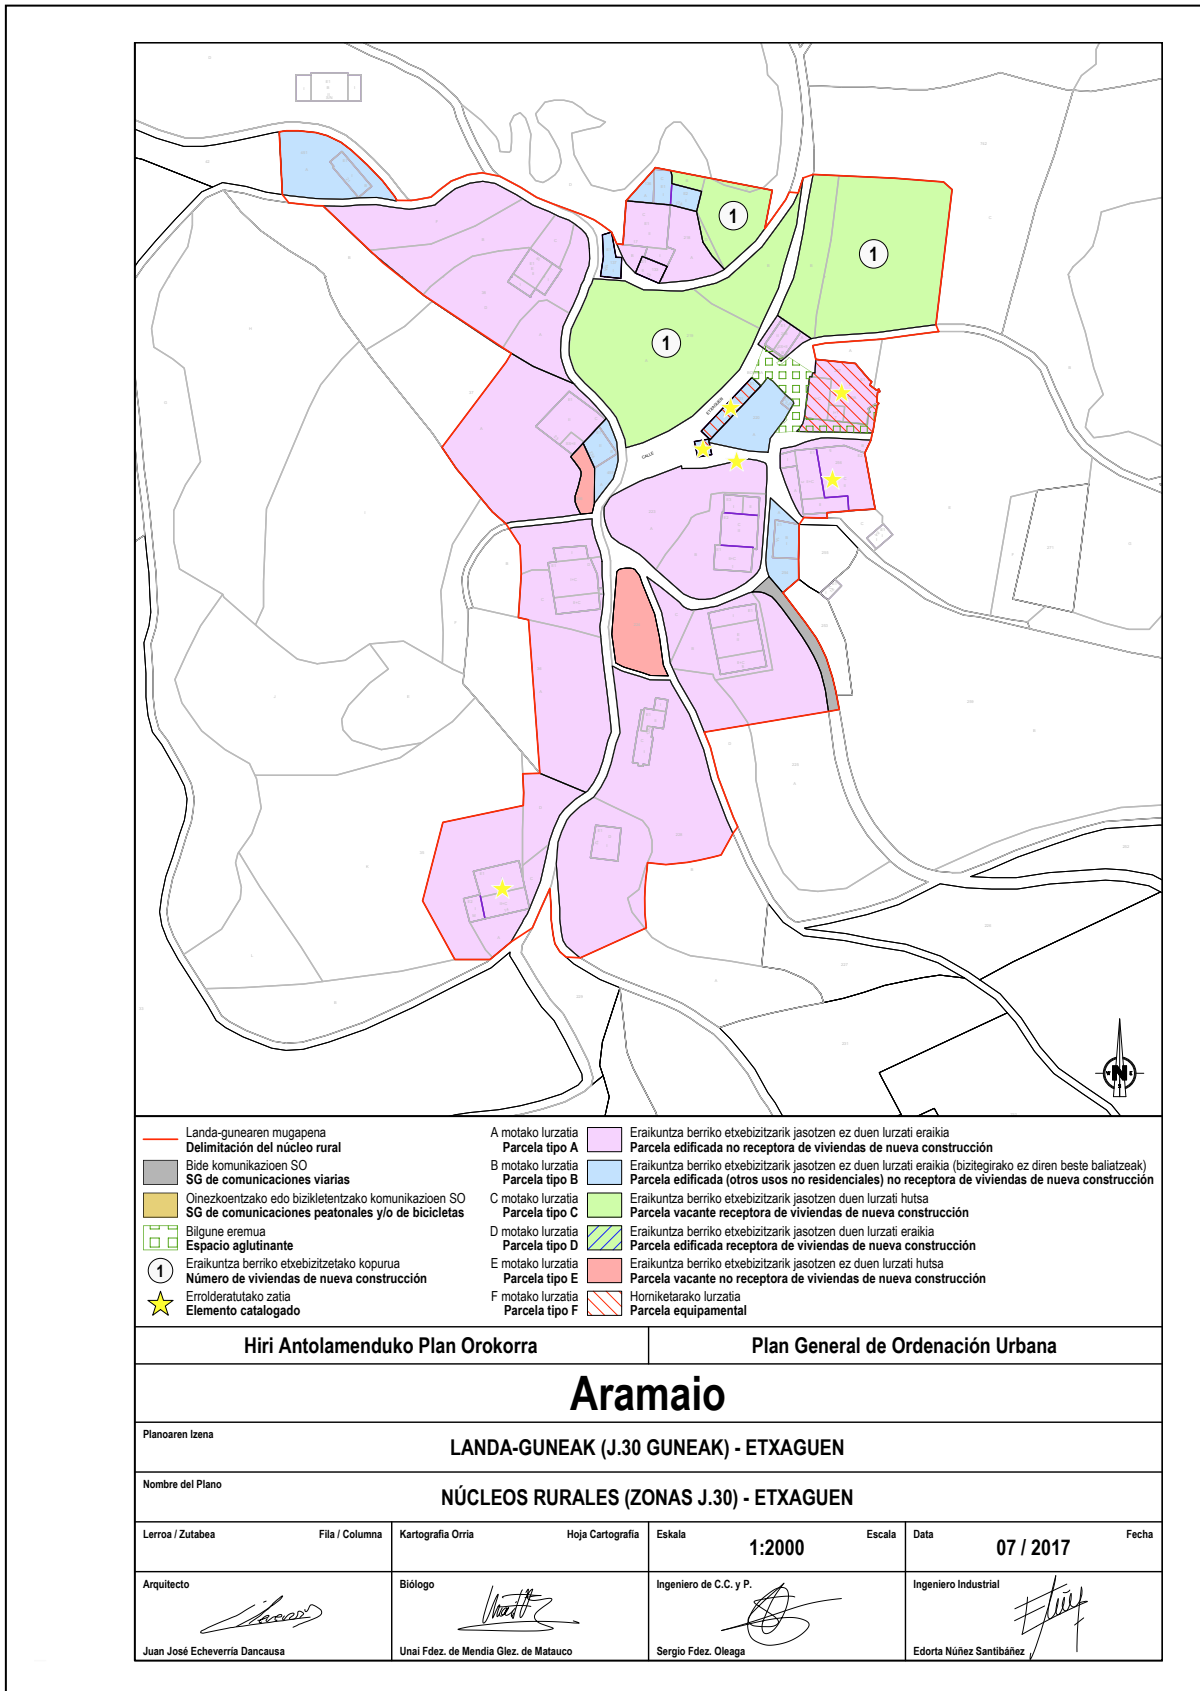 1
1
1
ETXAGUEN
CALLE
N
Landa-gunearen mugapena
Delimitación del núcleo rural
Bide komunikazioen SO
SG de comunicaciones viarias
Oinezkoentzako edo bizikletentzako komunikazioen SO
SG de comunicaciones peatonales y/o de bicicletas
Bilgune eremua
Espacio aglutinante
1
Eraikuntza berriko etxebizitzetako kopurua
Número de viviendas de nueva construcción
Errolderatutako zatia
Elemento catalogado
A motako lurzatia
Parcela tipo A
Eraikuntza berriko etxebizitzarik jasotzen ez duen lurzati eraikia
Parcela edificada no receptora de viviendas de nueva construcción
B motako lurzatia
Parcela tipo B
Eraikuntza berriko etxebizitzarik jasotzen ez duen lurzati eraikia (bizitegirako ez diren beste baliatzeak)
Parcela edificada (otros usos no residenciales) no receptora de viviendas de nueva construcción
C motako lurzatia
Parcela tipo C
Eraikuntza berriko etxebizitzarik jasotzen duen lurzati hutsa
Parcela vacante receptora de viviendas de nueva construcción
D motako lurzatia
Parcela tipo D
Eraikuntza berriko etxebizitzarik jasotzen duen lurzati eraikia
Parcela edificada receptora de viviendas de nueva construcción
E motako lurzatia
Parcela tipo E
Eraikuntza berriko etxebizitzarik jasotzen ez duen lurzati hutsa
Parcela vacante no receptora de viviendas de nueva construcción
F motako lurzatia
Parcela tipo F
Horniketarako lurzatia
Parcela equipamental
Hiri Antolamenduko Plan Orokorra
Plan General de Ordenación Urbana
Aramaio
Planoaren Izena
LANDA-GUNEAK (J.30 GUNEAK) - ETXAGUEN
Nombre del Plano
NÚCLEOS RURALES (ZONAS J.30) - ETXAGUEN
Lerroa / Zutabea
Fila / Columna
Kartografia Orria
Hoja Cartografia
Eskala
Escala
1:2000
Data
Fecha
07 / 2017
Arquitecto
Juan José Echeverría Dancausa
Biólogo
Unai Fdez. de Mendia Glez. de Matauco
Ingeniero de C.C. y P.
Sergio Fdez. Oleaga
Ingeniero Industrial
Edorta Núñez Santibáñez